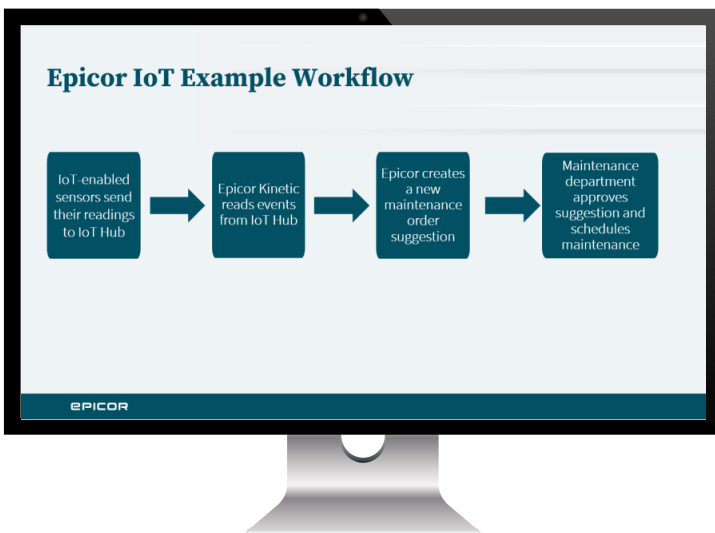 Epicor IoT Example Workflow
IoT-enabled
sensors send
their readings
to IoT Hub
Epicor Kinetic
reads events
from IoT Hub
Epicor creates
a new
maintenance
order
suggestion
Maintenance
department
approves
suggestion and
schedules
maintenance
EPICOR